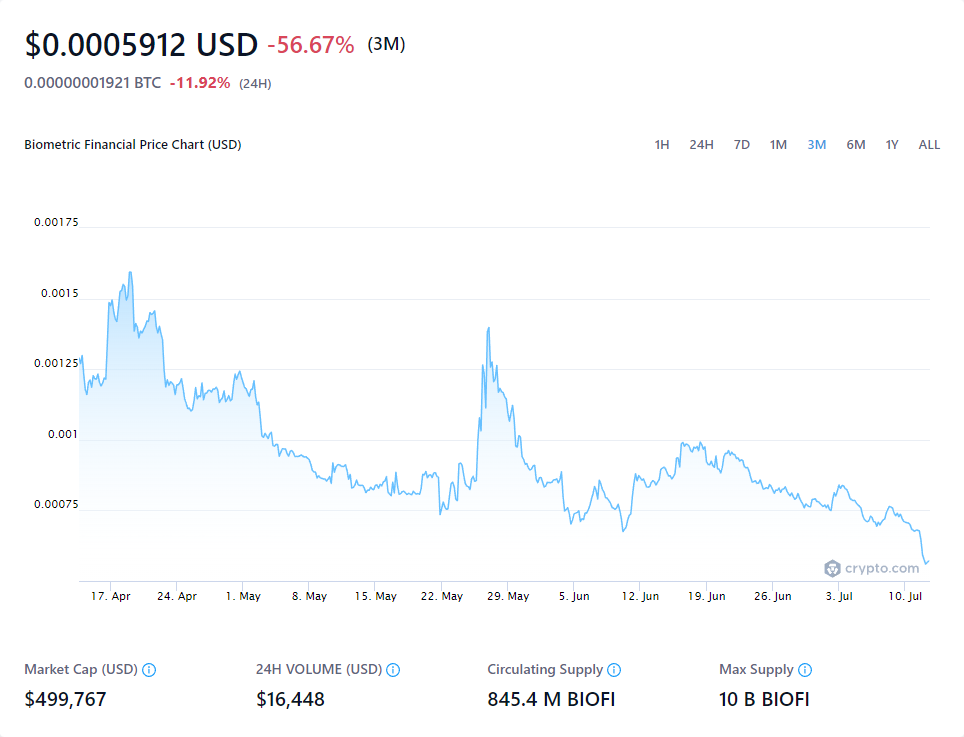 $0.0005912 USD -56.67% (3M)
0.00000001921 BTC -11.92% (24H)
Biometric Financial Price Chart (USD) 1H 24H 7D 1M 3M 6M 1Y ALL
0.00175
0.0015
0.00125
0.001
0.00075
crypto.com
17. Apr 24. Apr 1. May 8. May 15. May 22. May 29. May 5. Jun 12. Jun 19. Jun 26. Jun 3. Jul 10. Jul
Market Cap (USD) 24H VOLUME (USD) Circulating Supply Max Supply
$499,767 $16,448 845.4 M BIOFI 10 B BIOFI